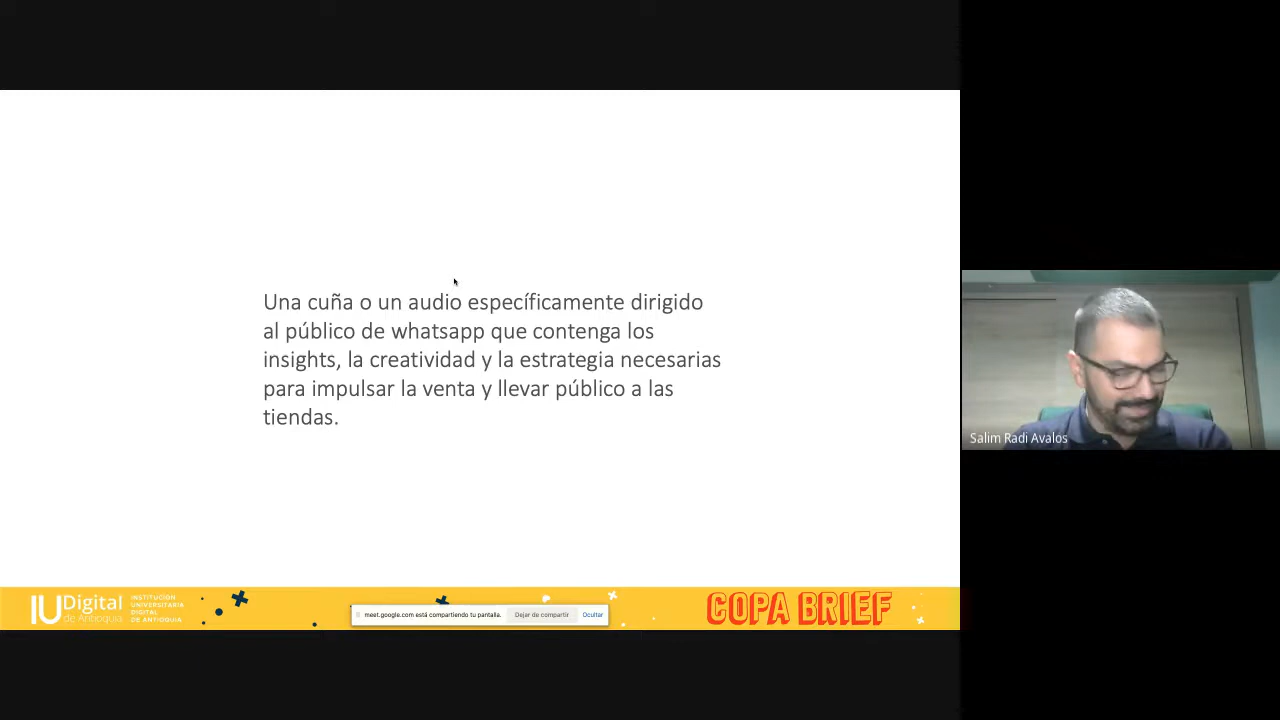 Una cuña o un audio específicamente dirigido
al público de whatsapp que contenga los
insights, la creatividad y la estrategia necesarias
para impulsar la venta y llevar público a las
tiendas.
Salim Radi Avalos
IU Digital
de Antioquia
INSTITUCIÓN
UNIVERSITARIA
DIGITAL
DE ANTIOQUIA
meet.google.com está compartiendo tu pantalla.
Dejar de compartir
Ocultar
COPA BRIEF